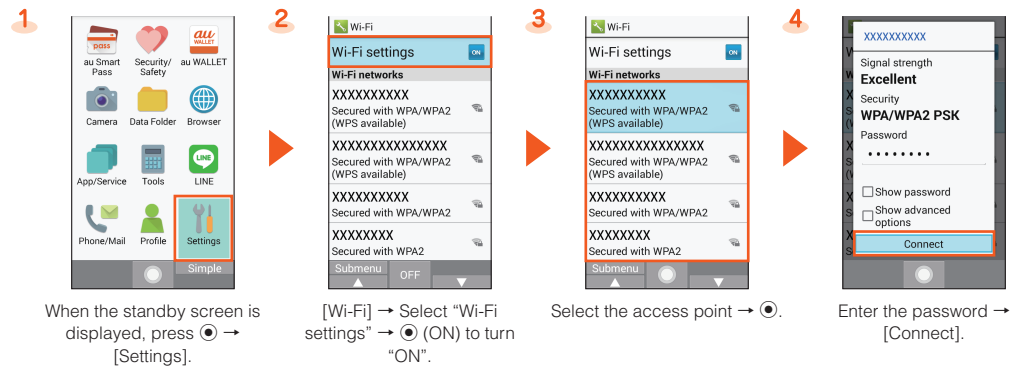 1
pass
au
WALLET
au Smart
Pass
Security/
Safety
au WALLET
Camera
Data Folder
Browser
LINE
App/Service
Tools
LINE
Phone/Mail
Profile
Settings
Simple
When the standby screen is
displayed, press ◉ →
[Settings].
2
Wi-Fi
Wi-Fi settings
ON
Wi-Fi networks
XXXXXXXXXX
Secured with WPA/WPA2
(WPS available)
XXXXXXXXXXXXXXX
Secured with WPA/WPA2
(WPS available)
XXXXXXXXX
Secured with WPA/WPA2
XXXXXXXX
Secured with WPA2
Submenu
OFF
[Wi-Fi] → Select “Wi-Fi
settings” → ◉ (ON) to turn
“ON”.
3
Wi-Fi
Wi-Fi settings
ON
Wi-Fi networks
XXXXXXXXXX
Secured with WPA/WPA2
(WPS available)
XXXXXXXXXXXXXXX
Secured with WPA/WPA2
(WPS available)
XXXXXXXXX
Secured with WPA/WPA2
XXXXXXXX
Secured with WPA2
Submenu
Select the access point → ◉.
4
XXXXXXXXXX
Signal strength
Excellent
Security
WPA/WPA2 PSK
Password
••••••••
Show password
Show advanced
options
Connect
Enter the password →
[Connect].